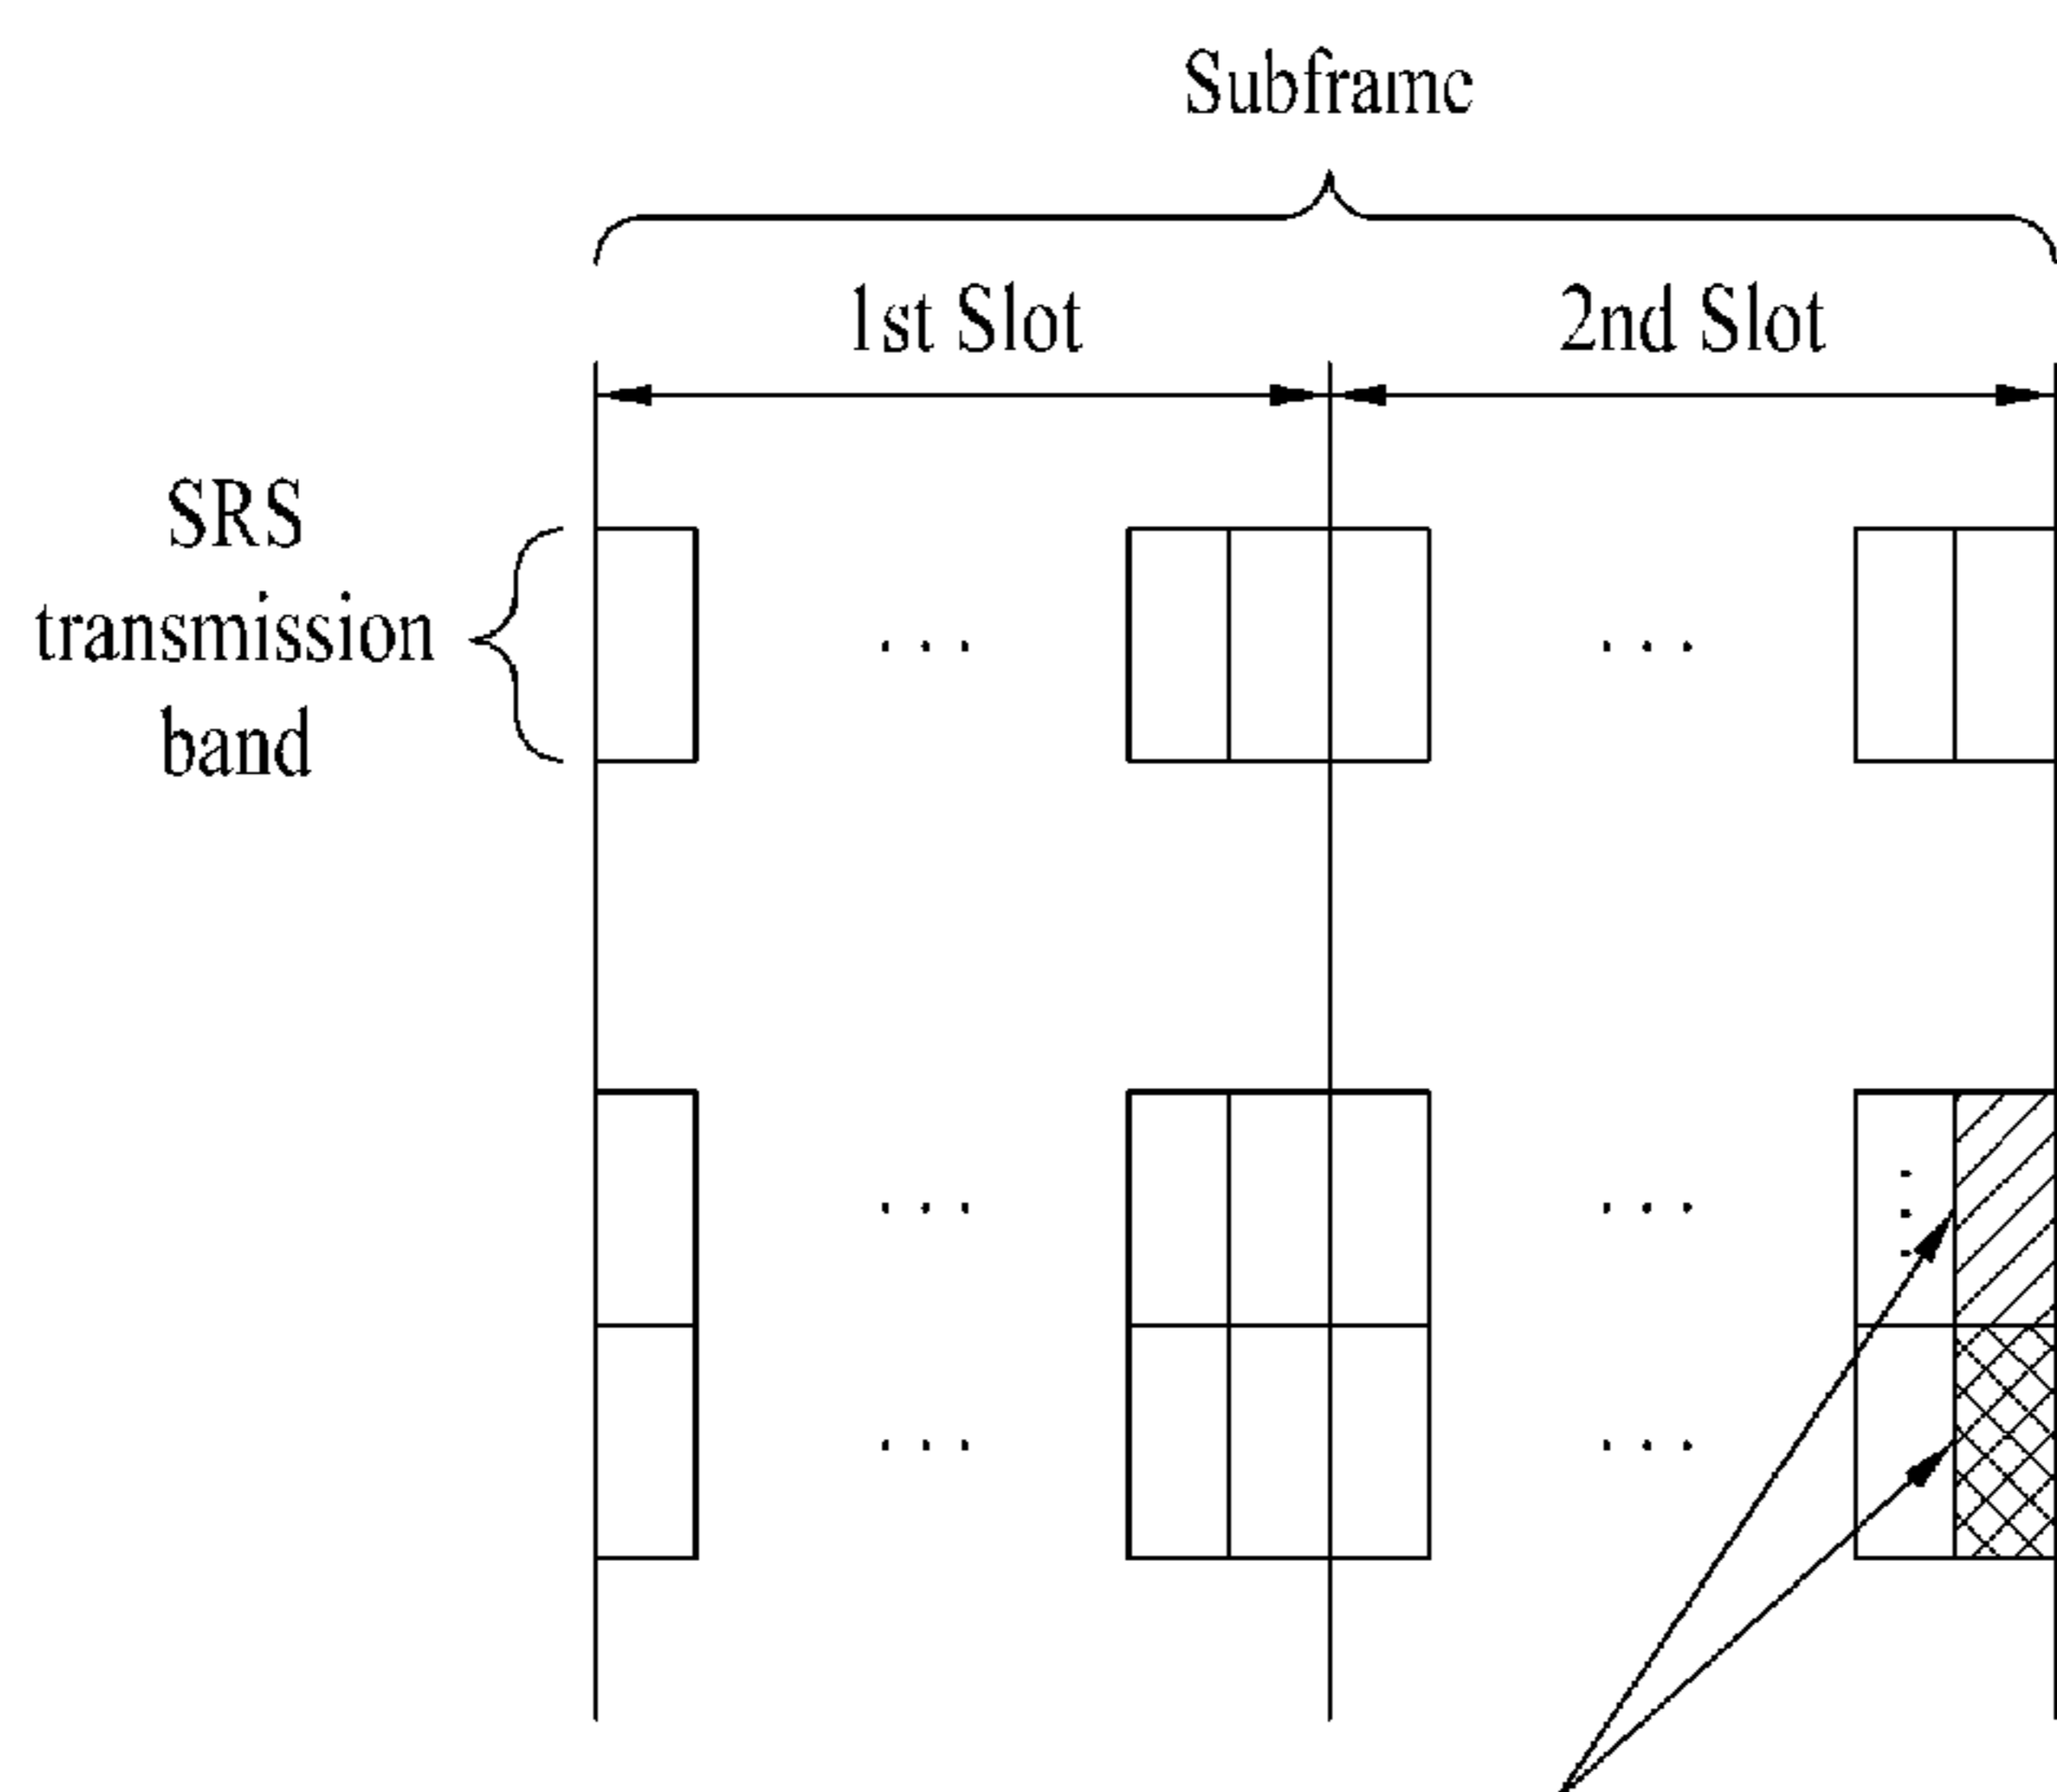 Subframe
1st Slot
2nd Slot
SRS
transmission
band